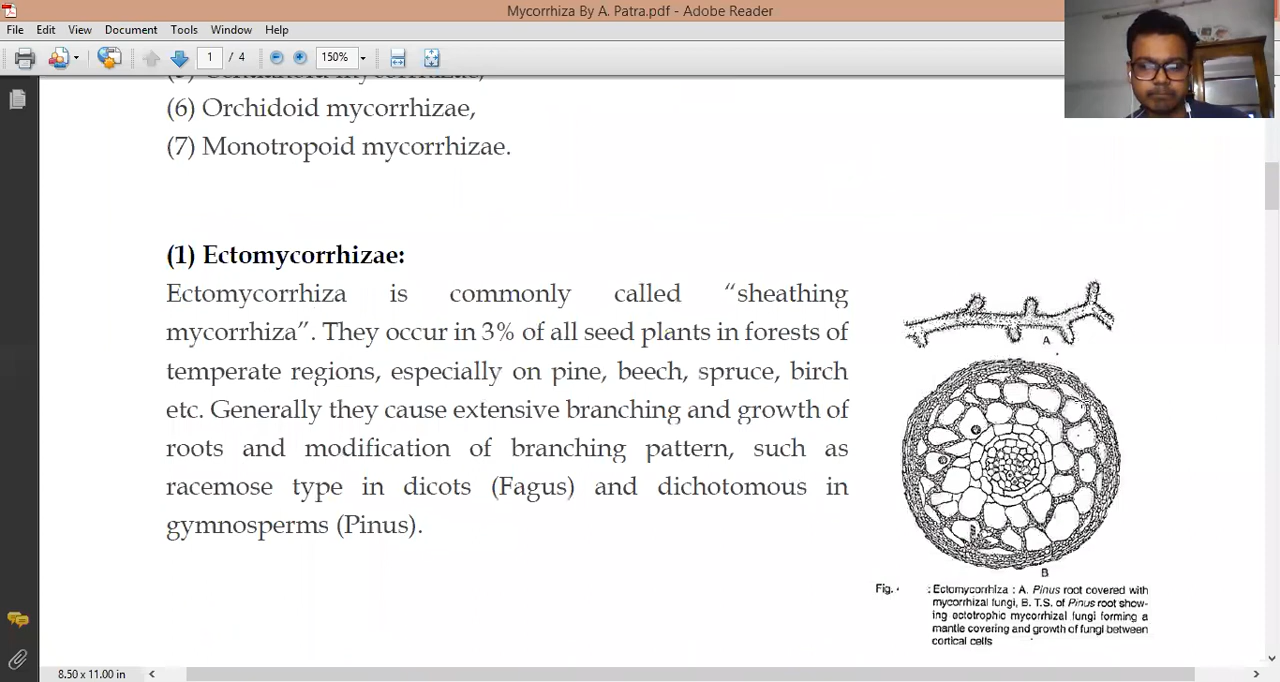 Mycorrhiza By A. Patra.pdf - Adobe Reader
File Edit View Document Tools Window Help
1 / 4 150%
(6) Orchidoid mycorrhizae,
(7) Monotropoid mycorrhizae.
(1) Ectomycorrhizae:
Ectomycorrhiza is commonly called “sheathing
mycorrhiza”. They occur in 3% of all seed plants in forests of
temperate regions, especially on pine, beech, spruce, birch
etc. Generally they cause extensive branching and growth of
roots and modification of branching pattern, such as
racemose type in dicots (Fagus) and dichotomous in
gymnosperms (Pinus).
A
B
Fig. : Ectomycorrhiza : A. Pinus root covered with
mycorrhizal fungi, B. T.S. of Pinus root show-
ing ectotrophic mycorrhizal fungi forming a
mantle covering and growth of fungi between
cortical cells
8.50 x 11.00 in